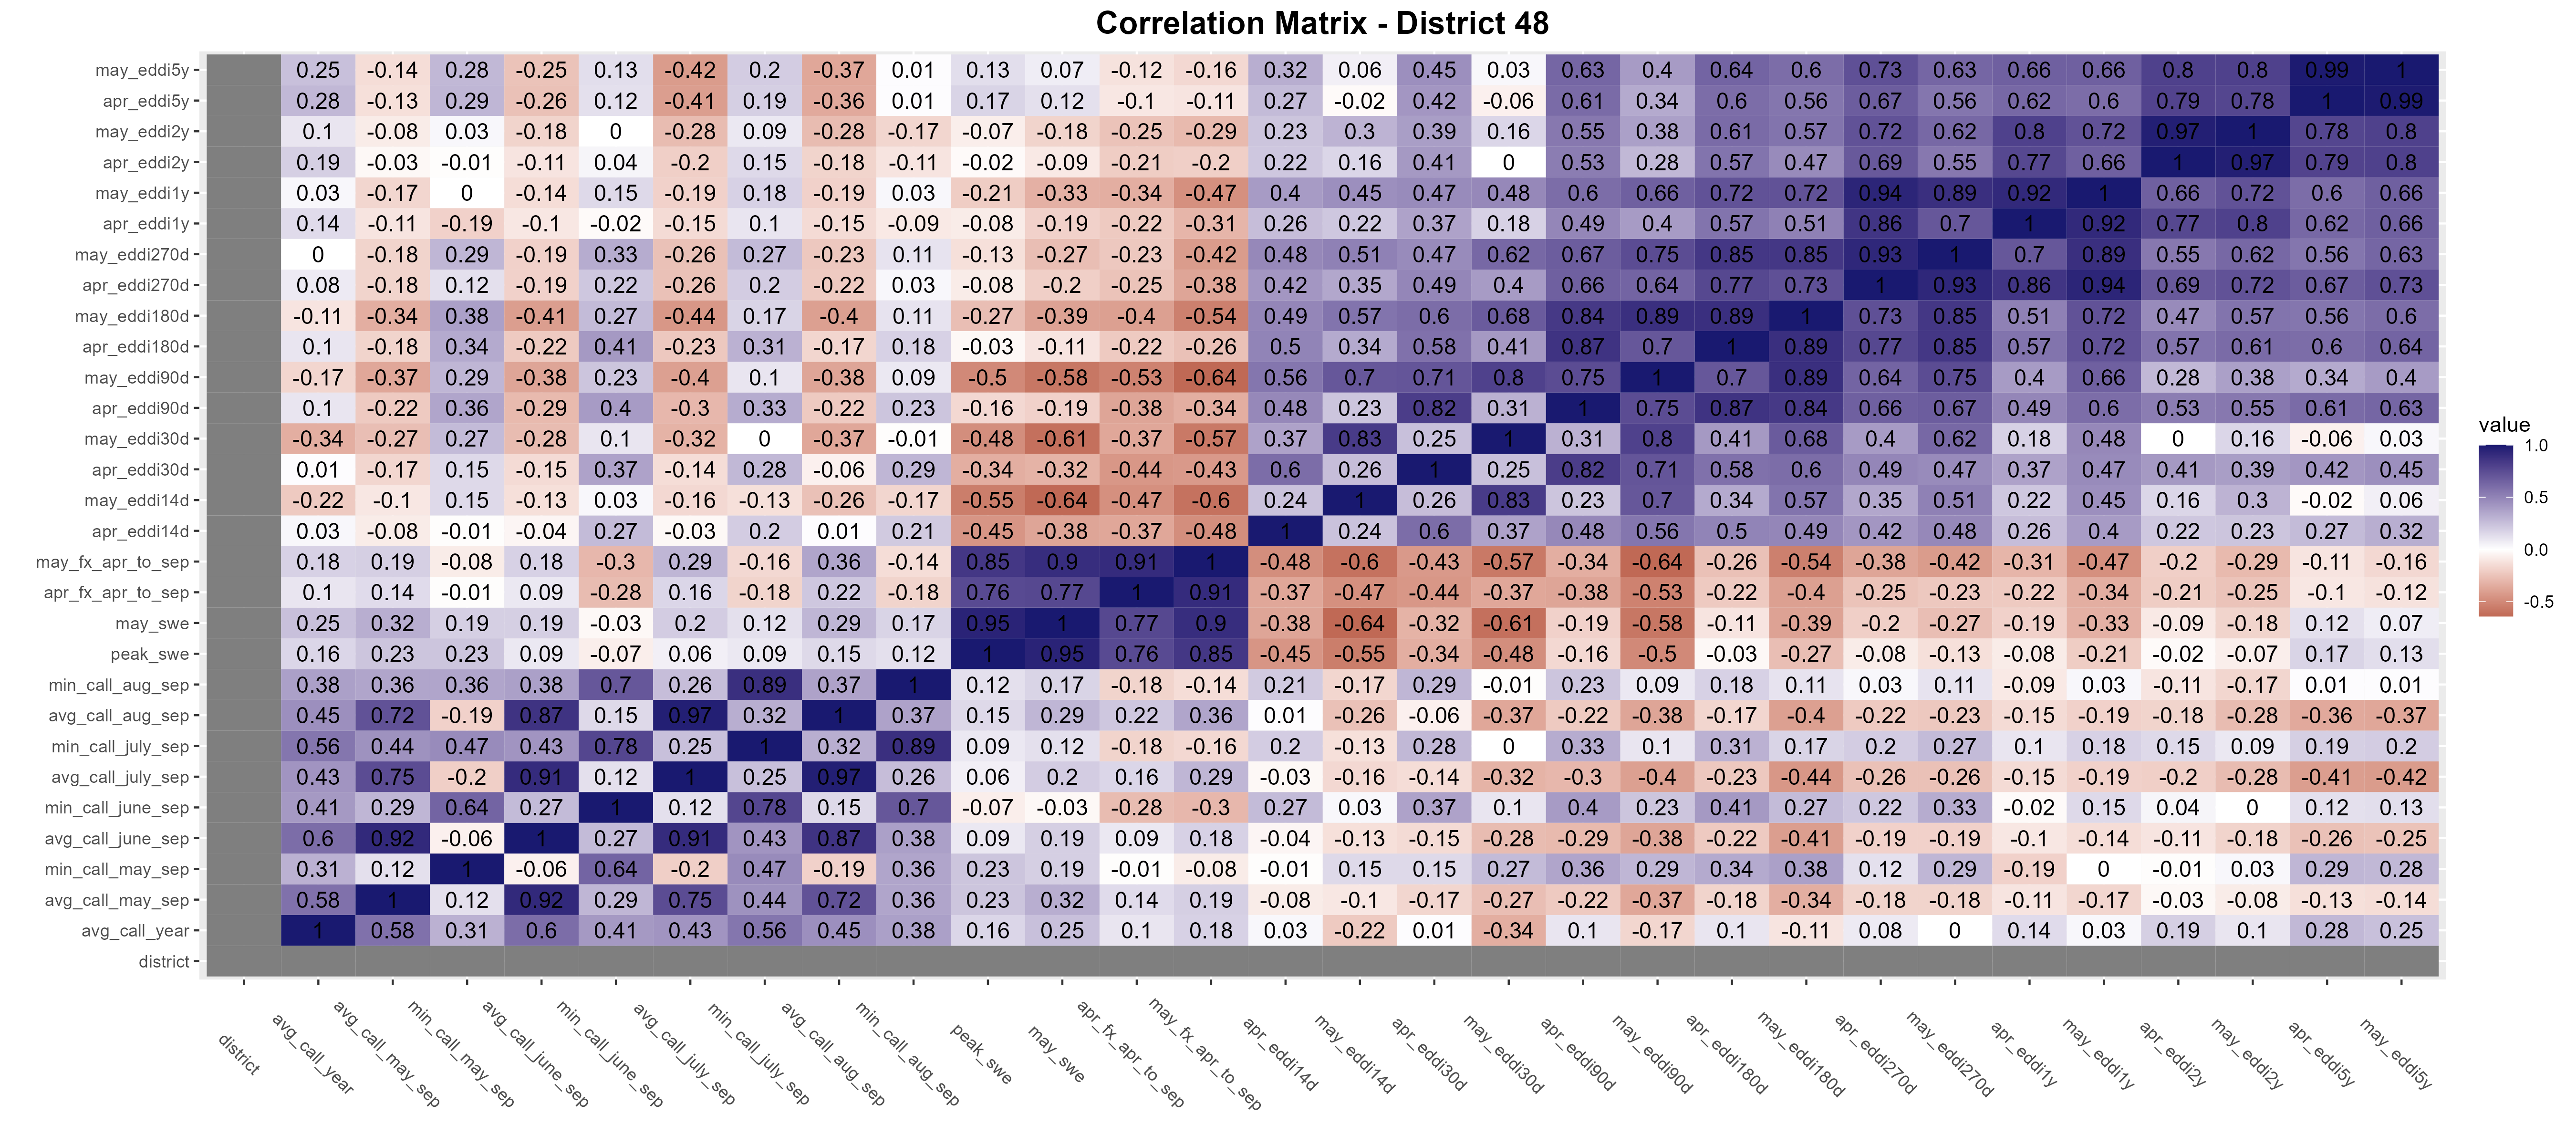 Correlation Matrix - District 48
may_eddi5y 0.25 -0.14 0.28 -0.25 0.13 -0.42 0.2 -0.37 0.01 0.13 0.07 -0.12 -0.16 0.32 0.06 0.45 0.03 0.63 0.4 0.64 0.6 0.73 0.63 0.66 0.66 0.8 0.8 0.99 1
apr_eddi5y 0.28 -0.13 0.29 -0.26 0.12 -0.41 0.19 -0.36 0.01 0.17 0.12 -0.1 -0.11 0.27 -0.02 0.42 -0.06 0.61 0.34 0.6 0.56 0.67 0.56 0.62 0.6 0.79 0.78 1 0.99
may_eddi2y 0.1 -0.08 0.03 -0.18 0 -0.28 0.09 -0.28 -0.17 -0.07 -0.18 -0.25 -0.29 0.23 0.3 0.39 0.16 0.55 0.38 0.61 0.57 0.72 0.62 0.8 0.72 0.97 1 0.78 0.8
apr_eddi2y 0.19 -0.03 -0.01 -0.11 0.04 -0.2 0.15 -0.18 -0.11 -0.02 -0.09 -0.21 -0.2 0.22 0.16 0.41 0 0.53 0.28 0.57 0.47 0.69 0.55 0.77 0.66 1 0.97 0.79 0.8
may_eddi1y 0.03 -0.17 0 -0.14 0.15 -0.19 0.18 -0.19 0.03 -0.21 -0.33 -0.34 -0.47 0.4 0.45 0.47 0.48 0.6 0.66 0.72 0.72 0.94 0.89 0.92 1 0.66 0.72 0.6 0.66
apr_eddi1y 0.14 -0.11 -0.19 -0.1 -0.02 -0.15 0.1 -0.15 -0.09 -0.08 -0.19 -0.22 -0.31 0.26 0.22 0.37 0.18 0.49 0.4 0.57 0.51 0.86 0.7 1 0.92 0.77 0.8 0.62 0.66
may_eddi270d 0 -0.18 0.29 -0.19 0.33 -0.26 0.27 -0.23 0.11 -0.13 -0.27 -0.23 -0.42 0.48 0.51 0.47 0.62 0.67 0.75 0.85 0.85 0.93 1 0.7 0.89 0.55 0.62 0.56 0.63
apr_eddi270d 0.08 -0.18 0.12 -0.19 0.22 -0.26 0.2 -0.22 0.03 -0.08 -0.2 -0.25 -0.38 0.42 0.35 0.49 0.4 0.66 0.64 0.77 0.73 1 0.93 0.86 0.94 0.69 0.72 0.67 0.73
may_eddi180d -0.11 -0.34 0.38 -0.41 0.27 -0.44 0.17 -0.4 0.11 -0.27 -0.39 -0.4 -0.54 0.49 0.57 0.6 0.68 0.84 0.89 0.89 1 0.73 0.85 0.51 0.72 0.47 0.57 0.56 0.6
apr_eddi180d 0.1 -0.18 0.34 -0.22 0.41 -0.23 0.31 -0.17 0.18 -0.03 -0.11 -0.22 -0.26 0.5 0.34 0.58 0.41 0.87 0.7 1 0.89 0.77 0.85 0.57 0.72 0.57 0.61 0.6 0.64
may_eddi90d -0.17 -0.37 0.29 -0.38 0.23 -0.4 0.1 -0.38 0.09 -0.5 -0.58 -0.53 -0.64 0.56 0.7 0.71 0.8 0.75 1 0.7 0.89 0.64 0.75 0.4 0.66 0.28 0.38 0.34 0.4
apr_eddi90d 0.1 -0.22 0.36 -0.29 0.4 -0.3 0.33 -0.22 0.23 -0.16 -0.19 -0.38 -0.34 0.48 0.23 0.82 0.31 1 0.75 0.87 0.84 0.66 0.67 0.49 0.6 0.53 0.55 0.61 0.63
may_eddi30d -0.34 -0.27 0.27 -0.28 0.1 -0.32 0 -0.37 -0.01 -0.48 -0.61 -0.37 -0.57 0.37 0.83 0.25 1 0.31 0.8 0.41 0.68 0.4 0.62 0.18 0.48 0 0.16 -0.06 0.03
apr_eddi30d 0.01 -0.17 0.15 -0.15 0.37 -0.14 0.28 -0.06 0.29 -0.34 -0.32 -0.44 -0.43 0.6 0.26 1 0.25 0.82 0.71 0.58 0.6 0.49 0.47 0.37 0.47 0.41 0.39 0.42 0.45
may_eddi14d -0.22 -0.1 0.15 -0.13 0.03 -0.16 -0.13 -0.26 -0.17 -0.55 -0.64 -0.47 -0.6 0.24 1 0.26 0.83 0.23 0.7 0.34 0.57 0.35 0.51 0.22 0.45 0.16 0.3 -0.02 0.06
apr_eddi14d 0.03 -0.08 -0.01 -0.04 0.27 -0.03 0.2 0.01 0.21 -0.45 -0.38 -0.37 -0.48 1 0.24 0.6 0.37 0.48 0.56 0.5 0.49 0.42 0.48 0.26 0.4 0.22 0.23 0.27 0.32
may_fx_apr_to_sep 0.18 0.19 -0.08 0.18 -0.3 0.29 -0.16 0.36 -0.14 0.85 0.9 0.91 1 -0.48 -0.6 -0.43 -0.57 -0.34 -0.64 -0.26 -0.54 -0.38 -0.42 -0.31 -0.47 -0.2 -0.29 -0.11 -0.16
apr_fx_apr_to_sep 0.1 0.14 -0.01 0.09 -0.28 0.16 -0.18 0.22 -0.18 0.76 0.77 1 0.91 -0.37 -0.47 -0.44 -0.37 -0.38 -0.53 -0.22 -0.4 -0.25 -0.23 -0.22 -0.34 -0.21 -0.25 -0.1 -0.12
may_swe 0.25 0.32 0.19 0.19 -0.03 0.2 0.12 0.29 0.17 0.95 1 0.77 0.9 -0.38 -0.64 -0.32 -0.61 -0.19 -0.58 -0.11 -0.39 -0.2 -0.27 -0.19 -0.33 -0.09 -0.18 0.12 0.07
peak_swe 0.16 0.23 0.23 0.09 -0.07 0.06 0.09 0.15 0.12 1 0.95 0.76 0.85 -0.45 -0.55 -0.34 -0.48 -0.16 -0.5 -0.03 -0.27 -0.08 -0.13 -0.08 -0.21 -0.02 -0.07 0.17 0.13
min_call_aug_sep 0.38 0.36 0.36 0.38 0.7 0.26 0.89 0.37 1 0.12 0.17 -0.18 -0.14 0.21 -0.17 0.29 -0.01 0.23 0.09 0.18 0.11 0.03 0.11 -0.09 0.03 -0.11 -0.17 0.01 0.01
avg_call_aug_sep 0.45 0.72 -0.19 0.87 0.15 0.97 0.32 1 0.37 0.15 0.29 0.22 0.36 0.01 -0.26 -0.06 -0.37 -0.22 -0.38 -0.17 -0.4 -0.22 -0.23 -0.15 -0.19 -0.18 -0.28 -0.36 -0.37
min_call_july_sep 0.56 0.44 0.47 0.43 0.78 0.25 1 0.32 0.89 0.09 0.12 -0.18 -0.16 0.2 -0.13 0.28 0 0.33 0.1 0.31 0.17 0.2 0.27 0.1 0.18 0.15 0.09 0.19 0.2
avg_call_july_sep 0.43 0.75 -0.2 0.91 0.12 1 0.25 0.97 0.26 0.06 0.2 0.16 0.29 -0.03 -0.16 -0.14 -0.32 -0.3 -0.4 -0.23 -0.44 -0.26 -0.26 -0.15 -0.19 -0.2 -0.28 -0.41 -0.42
min_call_june_sep 0.41 0.29 0.64 0.27 1 0.12 0.78 0.15 0.7 -0.07 -0.03 -0.28 -0.3 0.27 0.03 0.37 0.1 0.4 0.23 0.41 0.27 0.22 0.33 -0.02 0.15 0.04 0 0.12 0.13
avg_call_june_sep 0.6 0.92 -0.06 1 0.27 0.91 0.43 0.87 0.38 0.09 0.19 0.09 0.18 -0.04 -0.13 -0.15 -0.28 -0.29 -0.38 -0.22 -0.41 -0.19 -0.19 -0.1 -0.14 -0.11 -0.18 -0.26 -0.25
min_call_may_sep 0.31 0.12 1 -0.06 0.64 -0.2 0.47 -0.19 0.36 0.23 0.19 -0.01 -0.08 -0.01 0.15 0.15 0.27 0.36 0.29 0.34 0.38 0.12 0.29 -0.19 0 -0.01 0.03 0.29 0.28
avg_call_may_sep 0.58 1 0.12 0.92 0.29 0.75 0.44 0.72 0.36 0.23 0.32 0.14 0.19 -0.08 -0.1 -0.17 -0.27 -0.22 -0.37 -0.18 -0.34 -0.18 -0.18 -0.11 -0.17 -0.03 -0.08 -0.13 -0.14
avg_call_year 1 0.58 0.31 0.6 0.41 0.43 0.56 0.45 0.38 0.16 0.25 0.1 0.18 0.03 -0.22 0.01 -0.34 0.1 -0.17 0.1 -0.11 0.08 0 0.14 0.03 0.19 0.1 0.28 0.25
district
district
avg_call_year
avg_call_may_sep
min_call_may_sep
avg_call_june_sep
min_call_june_sep
avg_call_july_sep
min_call_july_sep
avg_call_aug_sep
min_call_aug_sep
peak_swe
may_swe
apr_fx_apr_to_sep
may_fx_apr_to_sep
apr_eddi14d
may_eddi14d
apr_eddi30d
may_eddi30d
apr_eddi90d
may_eddi90d
apr_eddi180d
may_eddi180d
apr_eddi270d
may_eddi270d
apr_eddi1y
may_eddi1y
apr_eddi2y
may_eddi2y
apr_eddi5y
may_eddi5y
value
1.0
0.5
0.0
-0.5